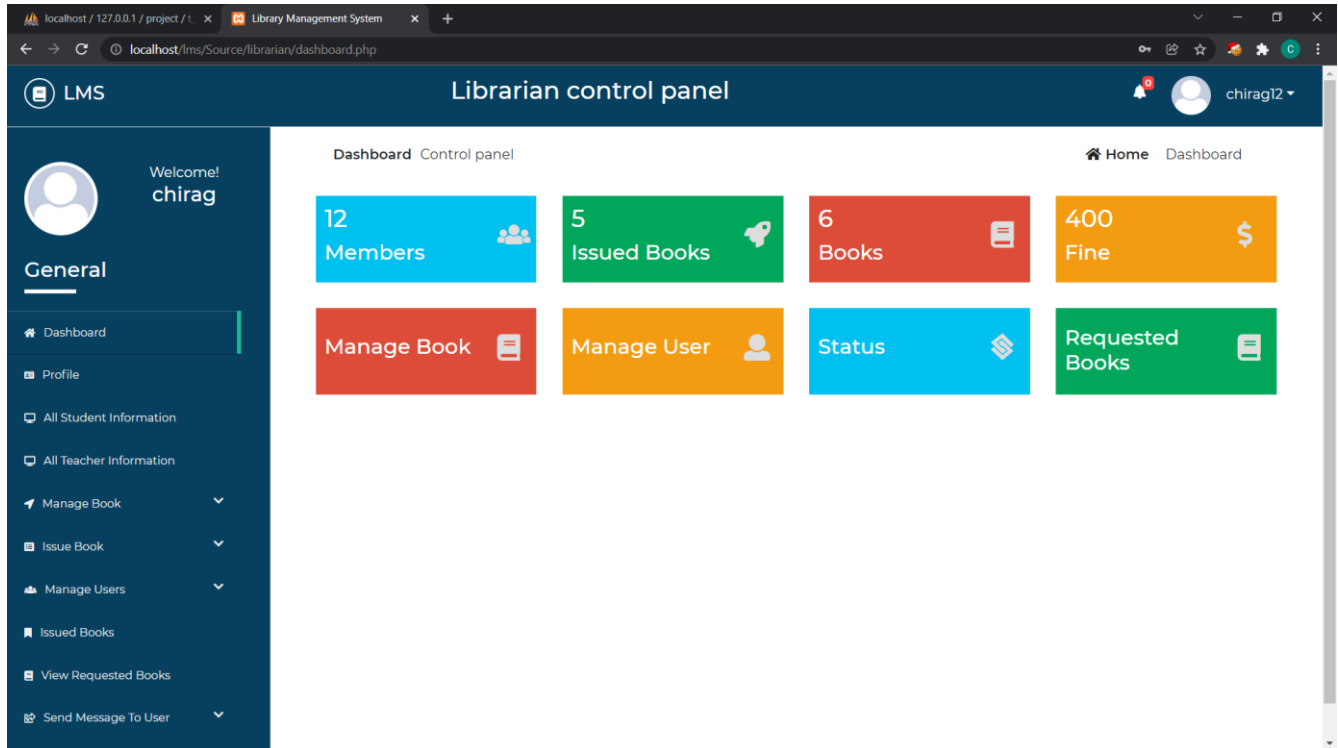 localhost / 127.0.0.1 / project / t
Library Management System
localhost/lms/Source/librarian/dashboard.php
C
LMS
Librarian control panel
0
chirag12
Welcome!
chirag
General
Dashboard
Profile
All Student Information
All Teacher Information
Manage Book
Issue Book
Manage Users
Issued Books
View Requested Books
Send Message To User
Dashboard Control panel
Home Dashboard
12
Members
5
Issued Books
6
Books
400
Fine
Manage Book
Manage User
Status
Requested
Books